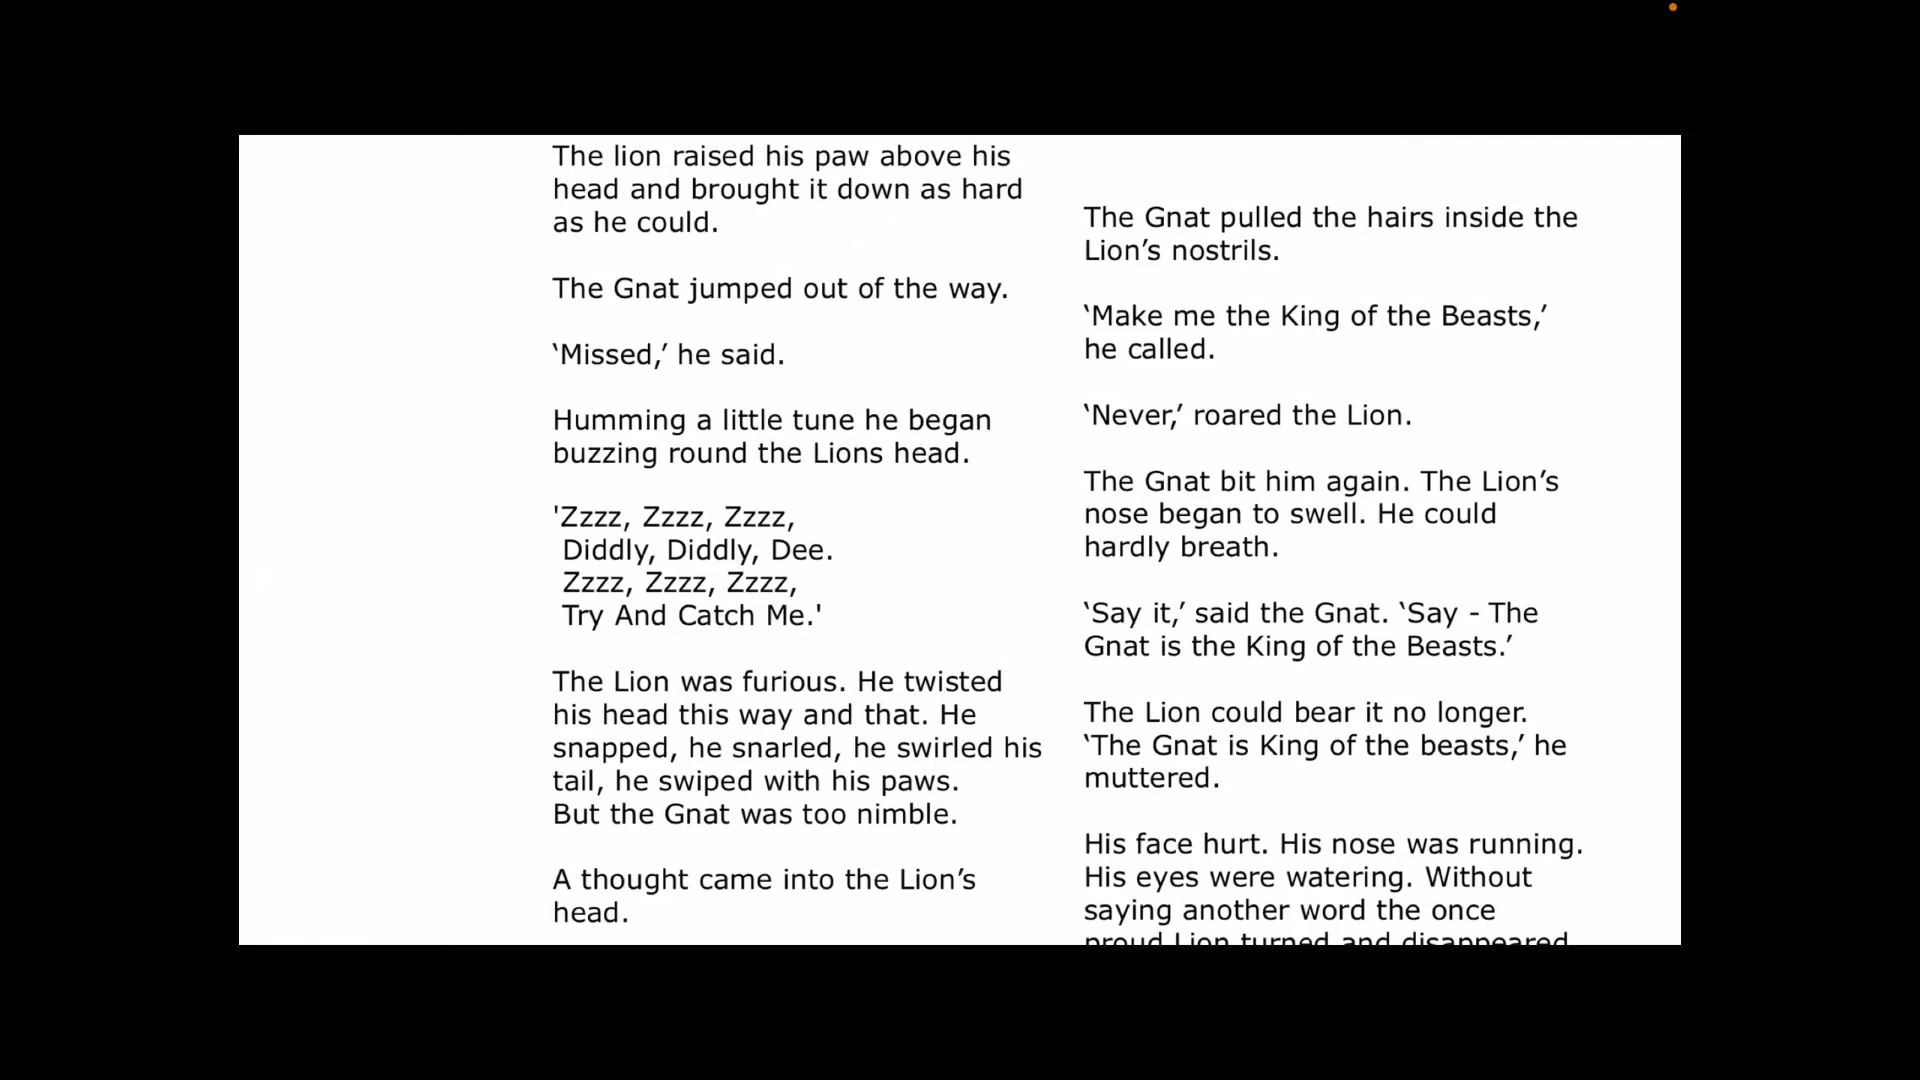 The lion raised his paw above his
head and brought it down as hard
as he could.
The Gnat jumped out of the way.
‘Missed,’ he said.
Humming a little tune he began
buzzing round the Lions head.
'Zzzz, Zzzz, Zzzz,
Diddly, Diddly, Dee.
Zzzz, Zzzz, Zzzz,
Try And Catch Me.'
The Lion was furious. He twisted
his head this way and that. He
snapped, he snarled, he swirled his
tail, he swiped with his paws.
But the Gnat was too nimble.
A thought came into the Lion’s
head.
The Gnat pulled the hairs inside the
Lion’s nostrils.
‘Make me the King of the Beasts,’
he called.
‘Never,’ roared the Lion.
The Gnat bit him again. The Lion’s
nose began to swell. He could
hardly breath.
‘Say it,’ said the Gnat. ‘Say - The
Gnat is the King of the Beasts.’
The Lion could bear it no longer.
‘The Gnat is King of the beasts,’ he
muttered.
His face hurt. His nose was running.
His eyes were watering. Without
saying another word the once
proud Lion turned and disappeared